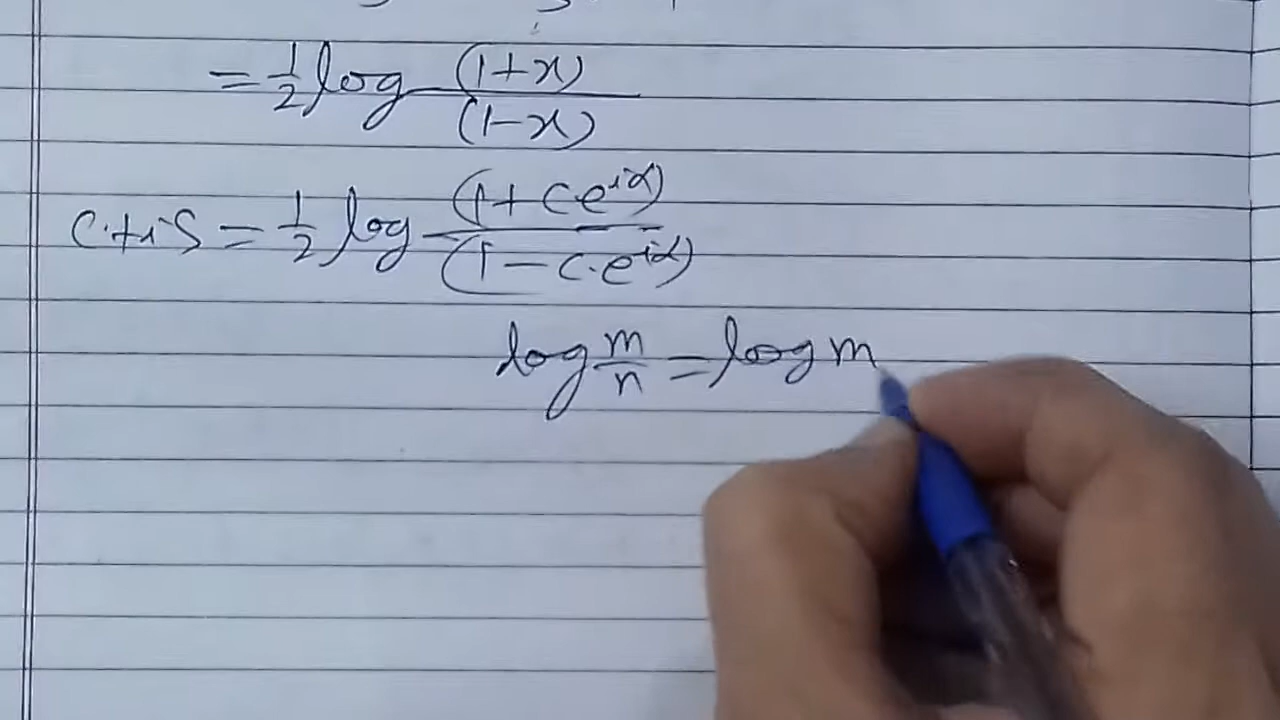 = 1/2 log (1+x)/(1-x)
C+iS = 1/2 log (1+c.e^iα)/(1-c.e^iα)
log m/n = log m